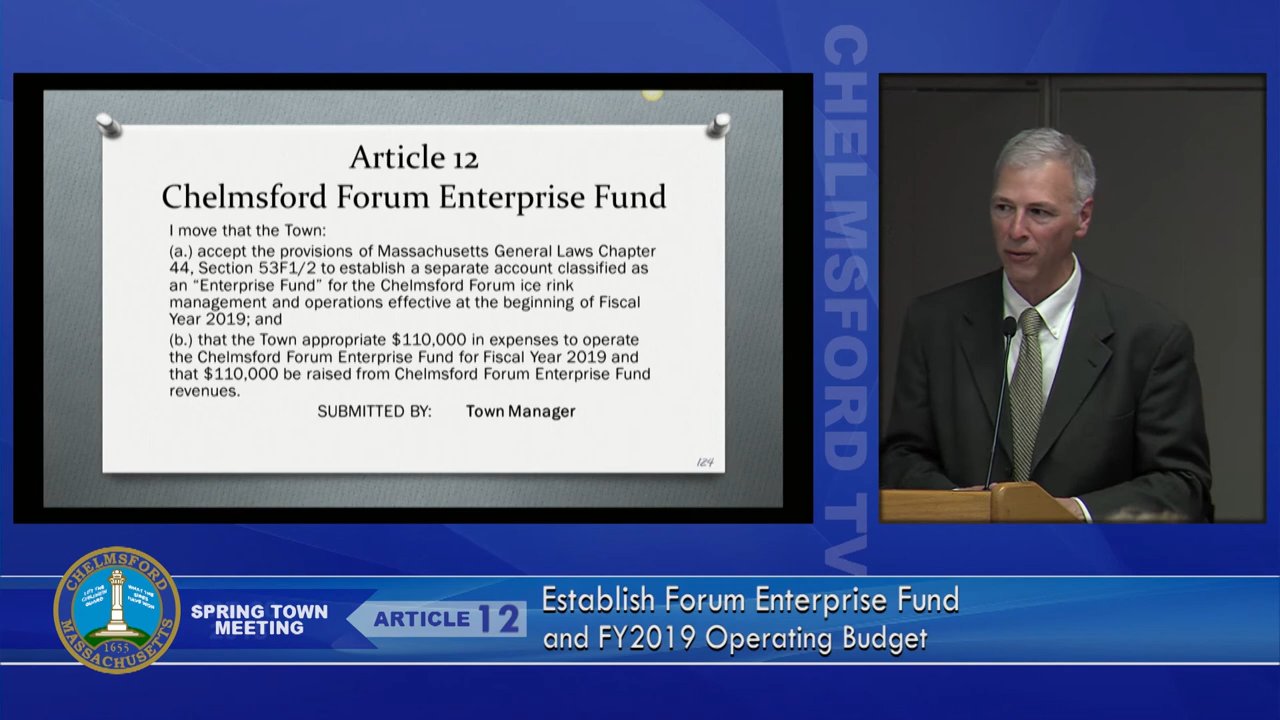 Article 12
Chelmsford Forum Enterprise Fund
I move that the Town:
(a.) accept the provisions of Massachusetts General Laws Chapter
44, Section 53F1/2 to establish a separate account classified as
an “Enterprise Fund” for the Chelmsford Forum ice risk
management and operations effective at the beginning of Fiscal
Year 2019; and
(b.) that the Town appropriate $110,000 in expenses to operate
the Chelmsford Forum Enterprise Fund for Fiscal Year 2019 and
that $110,000 be raised from Chelmsford Forum Enterprise Fund
revenues.
SUBMITTED BY: Town Manager
124
CHELMSFORD TV
CHELMSFORD
MASSACHUSETTS
1655
SPRING TOWN
MEETING
ARTICLE 12
Establish Forum Enterprise Fund
and FY2019 Operating Budget